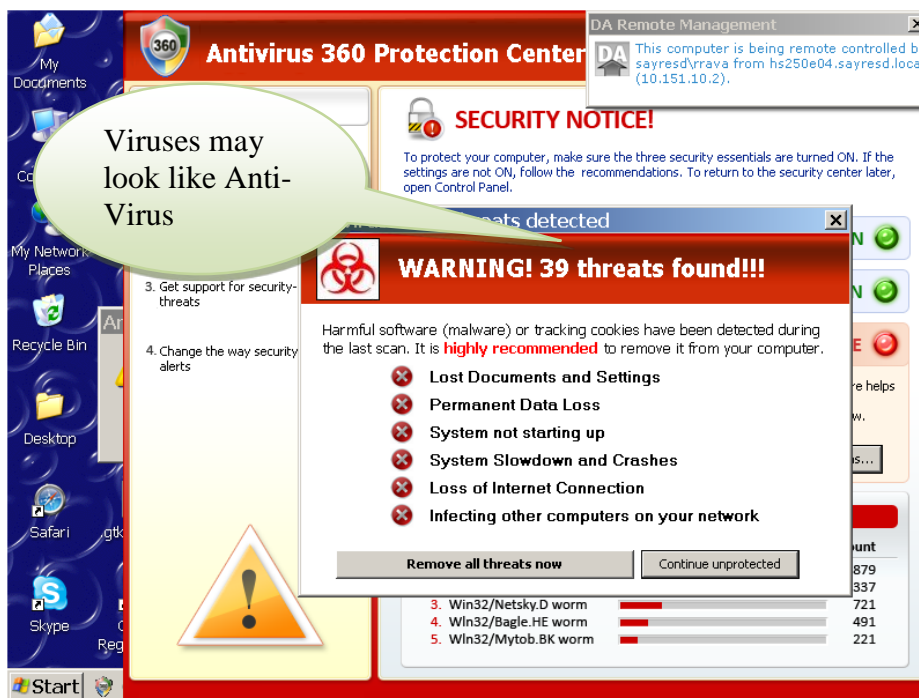 My
Documents
360
Antivirus 360 Protection Center
DA Remote Management
DA
This computer is being remote controlled b
sayresd\rrava from hs250e04.sayresd.loca
(10.151.10.2).
Viruses may
look like Anti-
Virus
SECURITY NOTICE!
To protect your computer, make sure the three security essentials are turned ON. If the
settings are not ON, follow the recommendations. To return to the security center later,
open Control Panel.
My Network
Places
3. Get support for security-
threats
4. Change the way security
alerts
Recycle Bin
Desktop
Safari
gtk
Skype
Reg
Start
detected
WARNING! 39 threats found!!!
Harmful software (malware) or tracking cookies have been detected during
the last scan. It is highly recommended to remove it from your computer.
Lost Documents and Settings
Permanent Data Loss
System not starting up
System Slowdown and Crashes
Loss of Internet Connection
Infecting other computers on your network
Remove all threats now
Continue unprotected
N
N
E
re helps
w.
s...
unt
879
337
3. Win32/Netsky.D worm 721
4. Wln32/Bagle.HE worm 491
5. Wln32/Mytob.BK worm 221